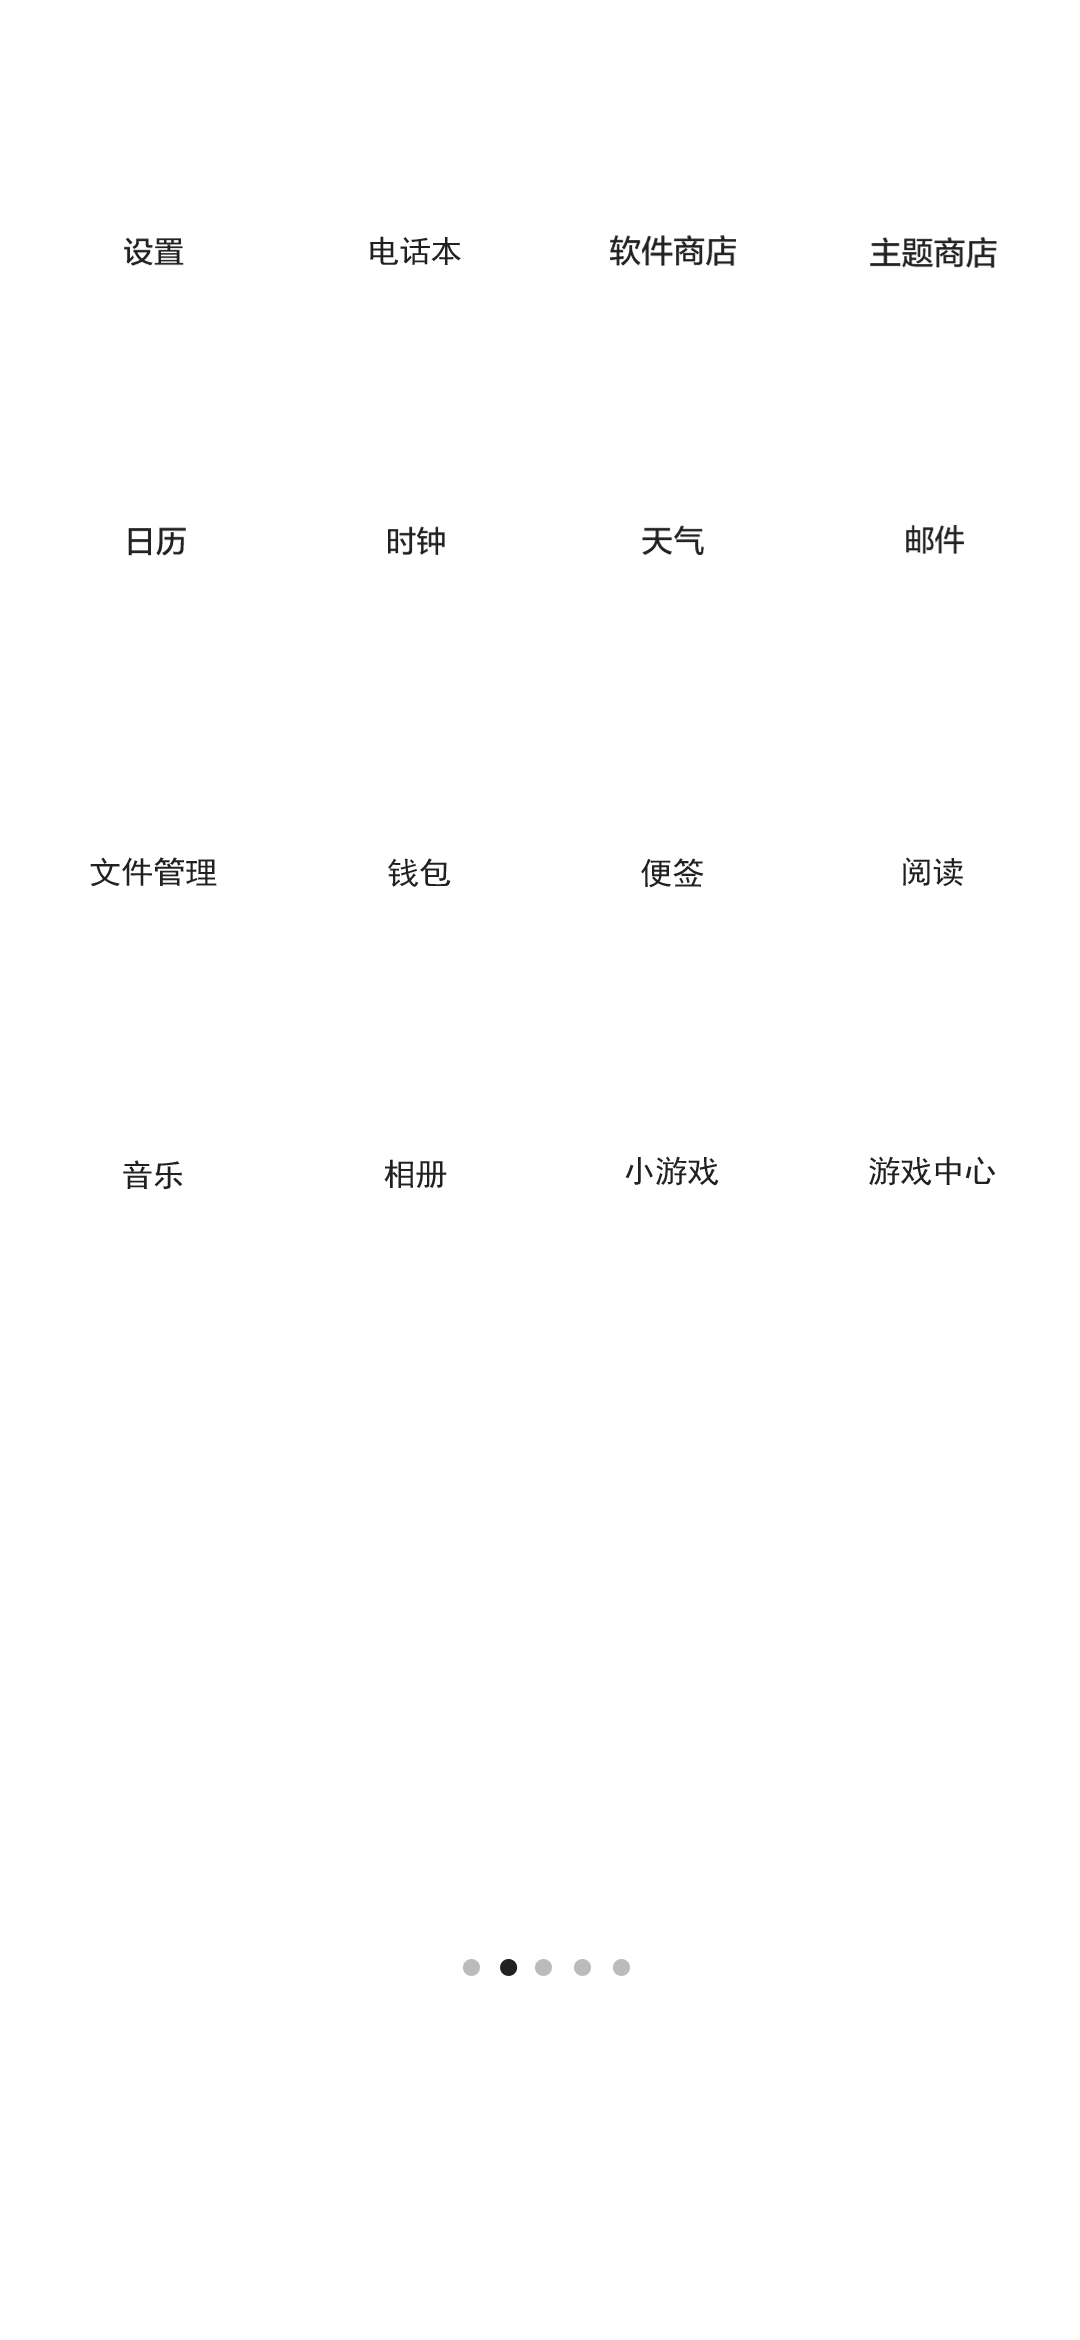 设置 电话本 软件商店 主题商店
日历 时钟 天气 邮件
文件管理 钱包 便签 阅读
音乐 相册 小游戏 游戏中心